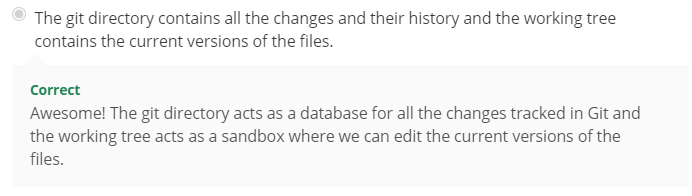 The git directory contains all the changes and their history and the working tree
contains the current versions of the files.
Correct
Awesome! The git directory acts as a database for all the changes tracked in Git and
the working tree acts as a sandbox where we can edit the current versions of the
files.